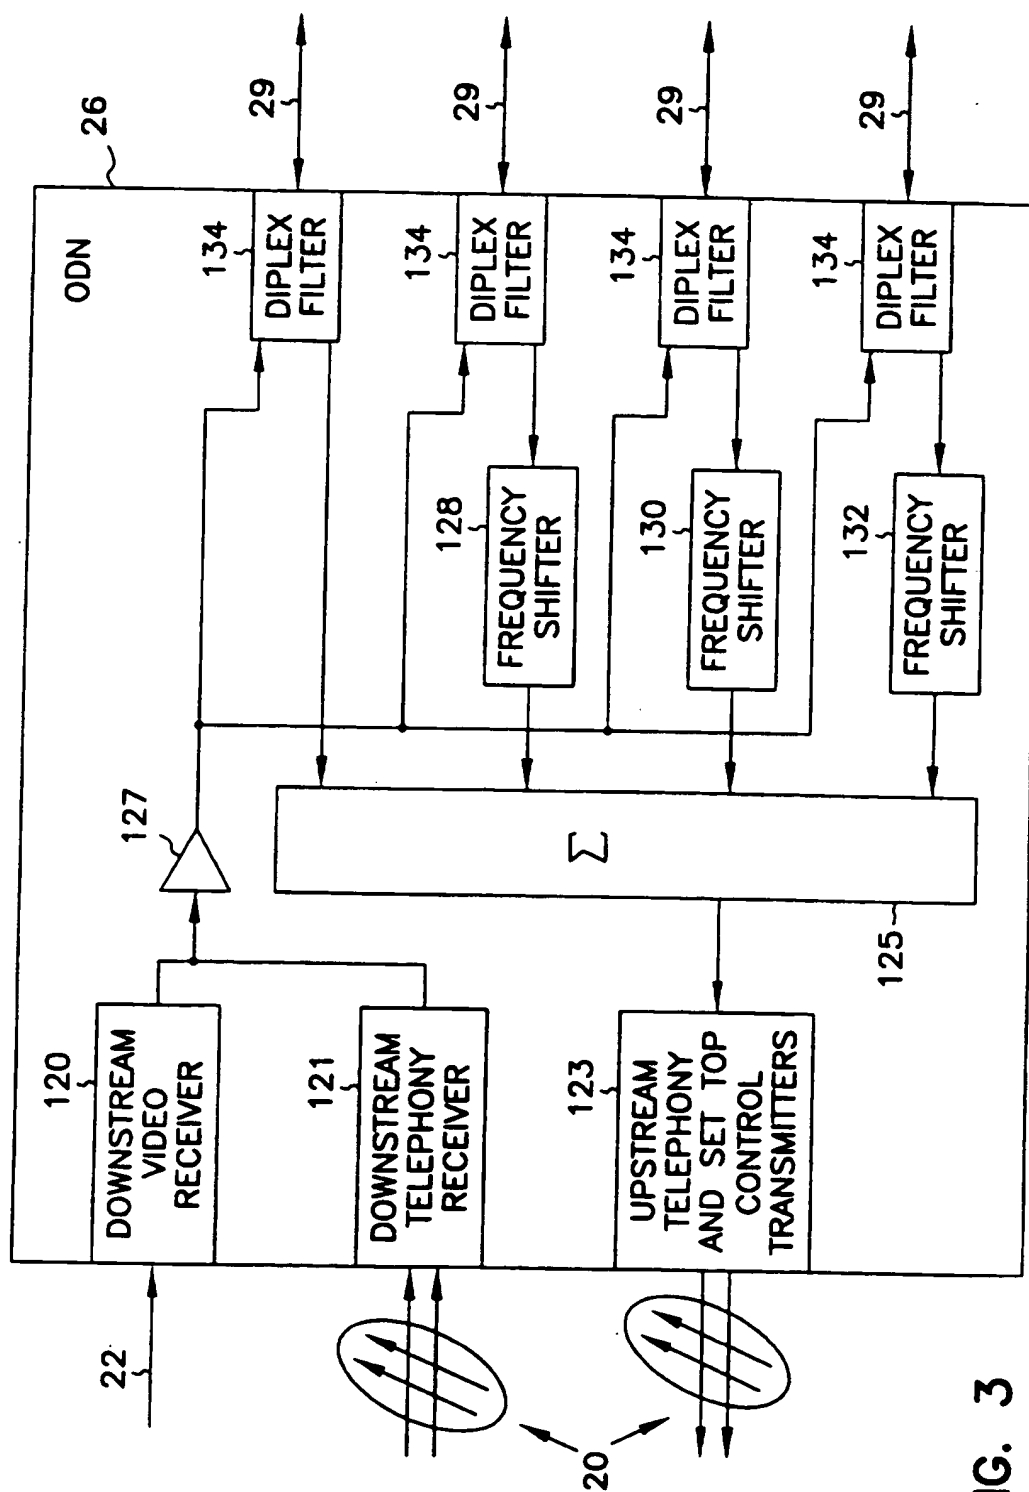 26
ODN
22
120
DOWNSTREAM
VIDEO
RECEIVER
127
134
DIPLEX
FILTER
29
121
DOWNSTREAM
TELEPHONY
RECEIVER
128
FREQUENCY
SHIFTER
134
DIPLEX
FILTER
29
20
Σ
123
UPSTREAM
TELEPHONY
AND SET TOP
CONTROL
TRANSMITTERS
130
FREQUENCY
SHIFTER
134
DIPLEX
FILTER
29
125
132
FREQUENCY
SHIFTER
134
DIPLEX
FILTER
29
IG. 3